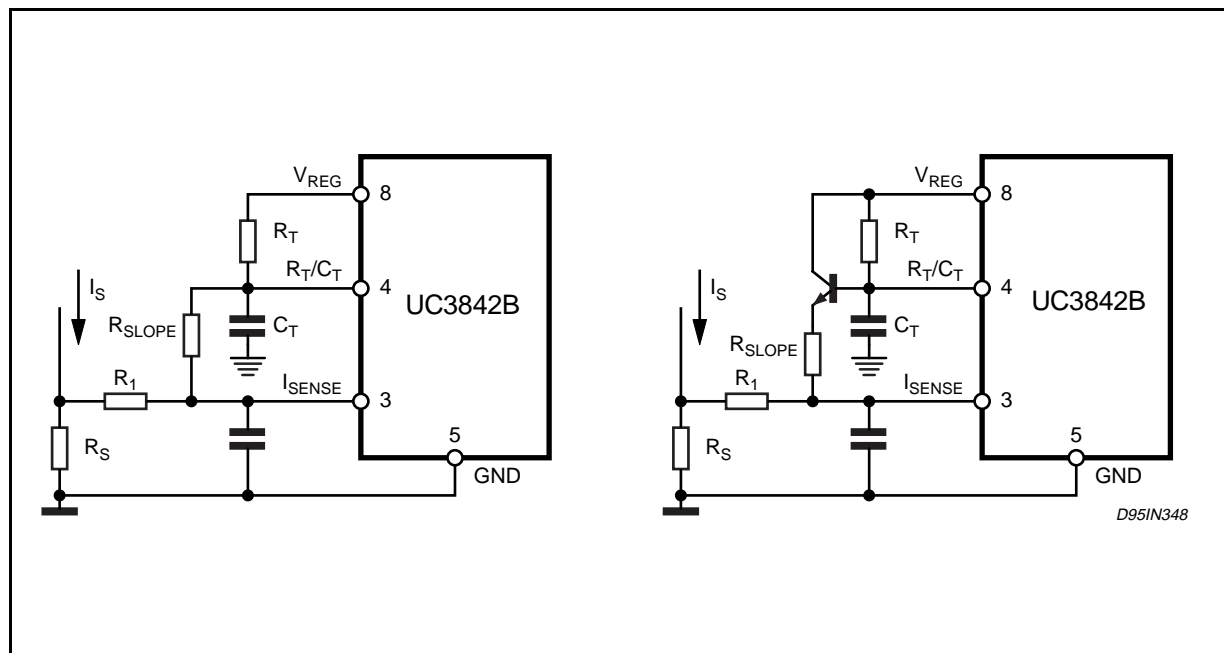 V_REG
8
R_T
R_T/C_T
4
UC3842B
I_S
C_T
R_SLOPE
R_1
I_SENSE
3
R_S
5
GND
V_REG
8
R_T
R_T/C_T
4
UC3842B
I_S
C_T
R_SLOPE
R_1
I_SENSE
3
R_S
5
GND
D95IN348